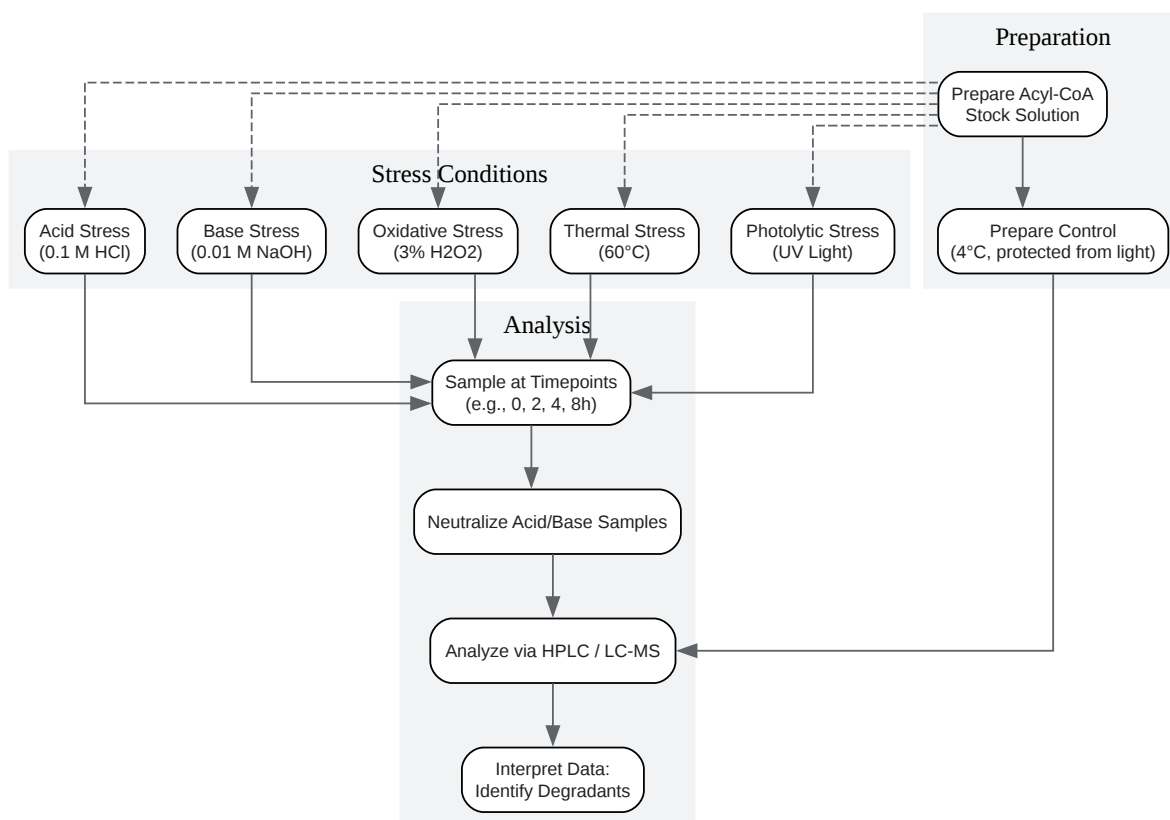 Preparation
Prepare Acyl-CoA
Stock Solution
Stress Conditions
Acid Stress
(0.1 M HCl)
Base Stress
(0.01 M NaOH)
Oxidative Stress
(3% H2O2)
Thermal Stress
(60°C)
Photolytic Stress
(UV Light)
Prepare Control
(4°C, protected from light)
Analysis
Sample at Timepoints
(e.g., 0, 2, 4, 8h)
Neutralize Acid/Base Samples
Analyze via HPLC / LC-MS
Interpret Data:
Identify Degradants